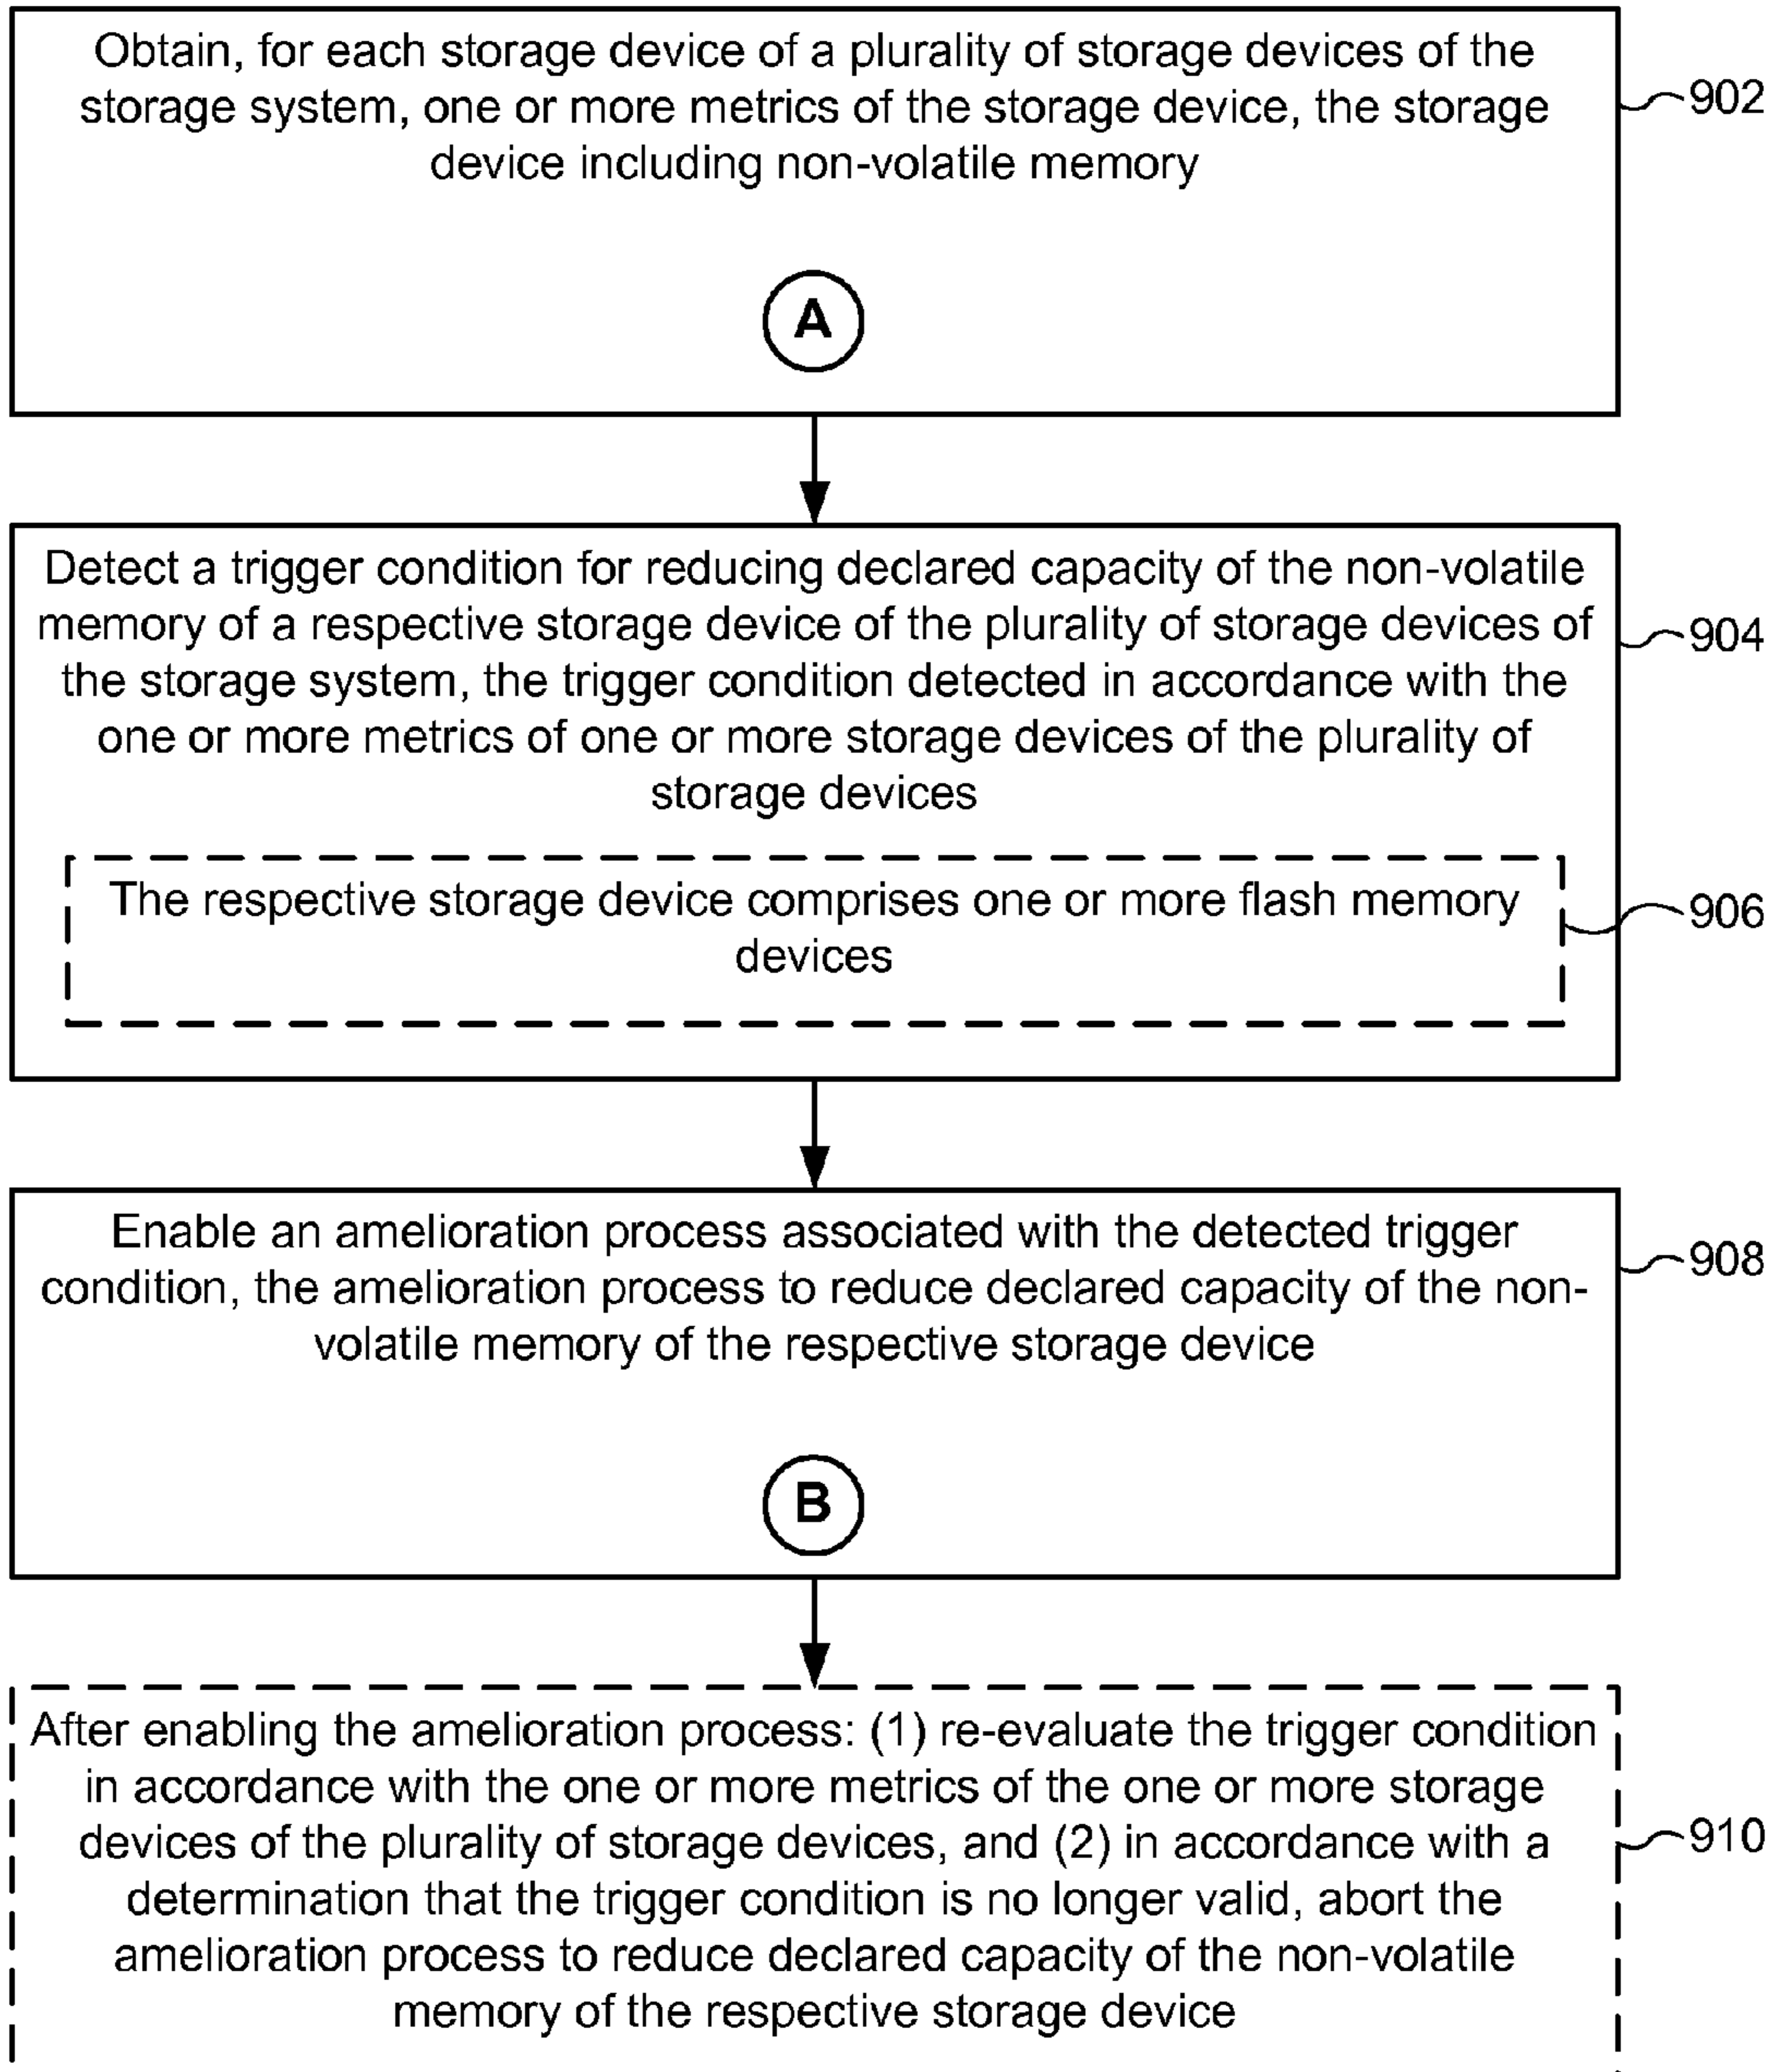 Obtain, for each storage device of a plurality of storage devices of the
storage system, one or more metrics of the storage device, the storage
device including non-volatile memory
902
A
Detect a trigger condition for reducing declared capacity of the non-volatile
memory of a respective storage device of the plurality of storage devices of
the storage system, the trigger condition detected in accordance with the
one or more metrics of one or more storage devices of the plurality of
storage devices
904
The respective storage device comprises one or more flash memory
devices
906
Enable an amelioration process associated with the detected trigger
condition, the amelioration process to reduce declared capacity of the non-
volatile memory of the respective storage device
908
B
After enabling the amelioration process: (1) re-evaluate the trigger condition
in accordance with the one or more metrics of the one or more storage
devices of the plurality of storage devices, and (2) in accordance with a
determination that the trigger condition is no longer valid, abort the
amelioration process to reduce declared capacity of the non-volatile
memory of the respective storage device
910